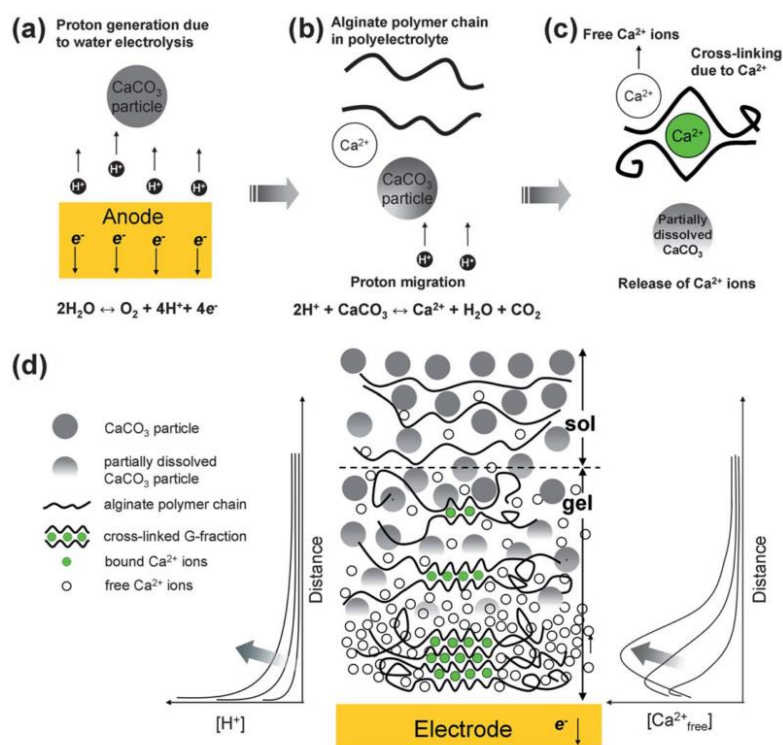 (a)
Proton generation due
to water electrolysis
CaCO₃
particle
H⁺
H⁺ H⁺ H⁺
Anode
e⁻ e⁻ e⁻ e⁻
2H₂O ↔ O₂ + 4H⁺+ 4e⁻
(b)
Alginate polymer chain
in polyelectrolyte
Ca²⁺
CaCO₃
particle
H⁺ H⁺
Proton migration
2H⁺ + CaCO₃ ↔ Ca²⁺ + H₂O + CO₂
(c)
Free Ca²⁺ ions
Cross-linking
due to Ca²⁺
Ca²⁺
Ca²⁺
Partially
dissolved
CaCO₃
Release of Ca²⁺ ions
(d)
CaCO₃ particle
partially dissolved
CaCO₃ particle
alginate polymer chain
cross-linked G-fraction
bound Ca²⁺ ions
free Ca²⁺ ions
Distance
[H⁺]
sol
gel
Electrode
e⁻
Distance
[Ca²⁺free]